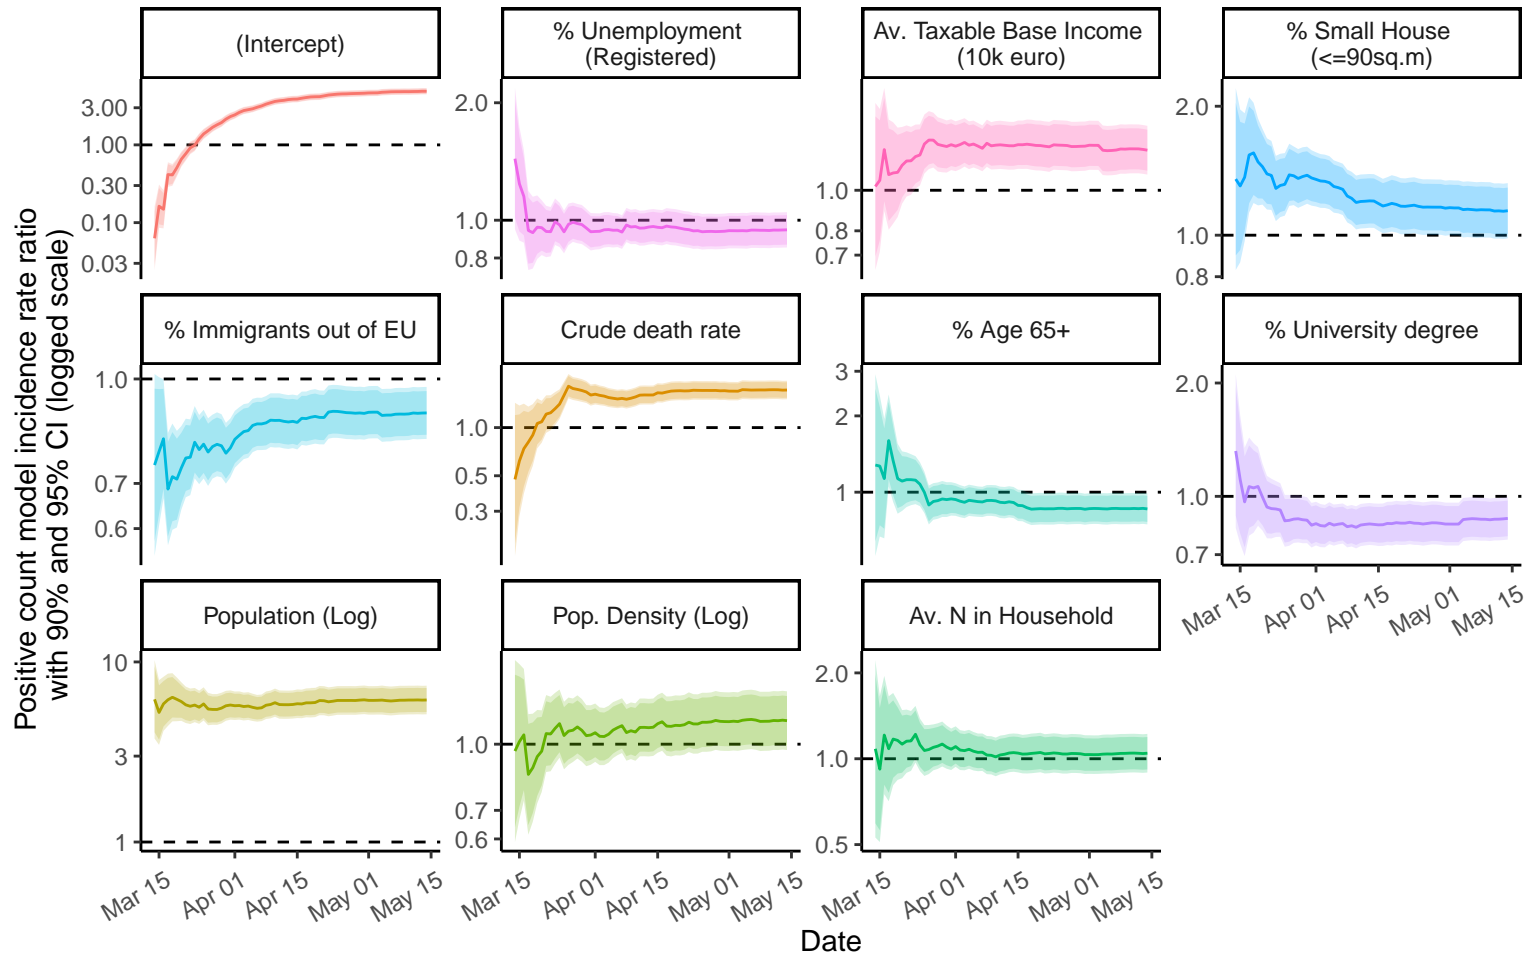 (Intercept)
% Unemployment
(Registered)
Av. Taxable Base Income
(10k euro)
% Small House
(<=90sq.m)
3.00
1.00
0.30
0.10
0.03
2.0
1.0
0.8
1.0
0.8
0.7
2.0
1.0
0.8
% Immigrants out of EU
Crude death rate
% Age 65+
% University degree
1.0
0.7
0.6
1.0
0.5
0.3
3
2
1
2.0
1.0
0.7
Mar 15
Apr 01
Apr 15
May 01
May 15
Population (Log)
Pop. Density (Log)
Av. N in Household
10
3
1
1.0
0.7
0.6
2.0
1.0
0.5
Mar 15
Apr 01
Apr 15
May 01
May 15
Mar 15
Apr 01
Apr 15
May 01
May 15
Mar 15
Apr 01
Apr 15
May 01
May 15
Date
Positive count model incidence rate ratio
with 90% and 95% CI (logged scale)